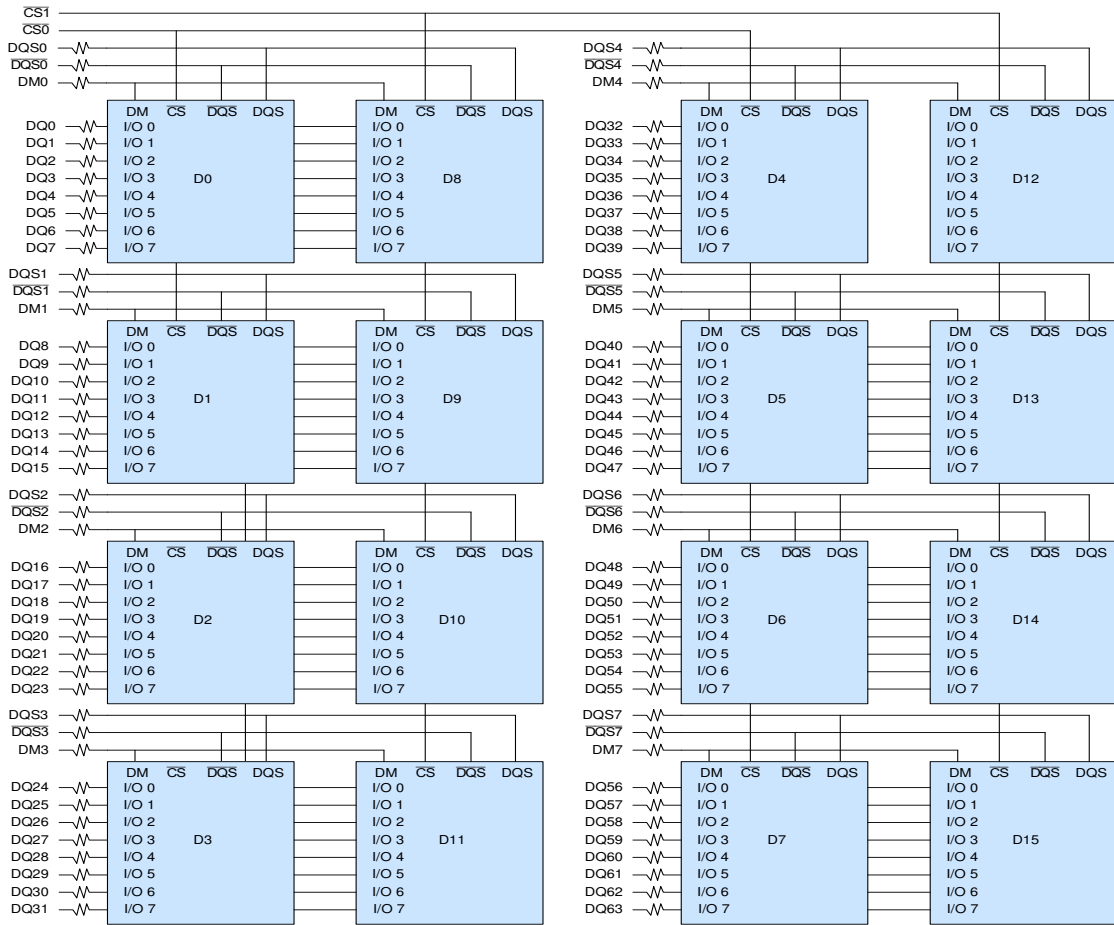 CS1
CS0
DQS0 DQS4
DQS0 DQS4
DM0 DM4
DM CS DQS DQS DM CS DQS DQS DM CS DQS DQS DM CS DQS DQS
DQ0 I/O 0 I/O 0 DQ32 I/O 0 I/O 0
DQ1 I/O 1 I/O 1 DQ33 I/O 1 I/O 1
DQ2 I/O 2 I/O 2 DQ34 I/O 2 I/O 2
DQ3 I/O 3 D0 I/O 3 D8 DQ35 I/O 3 D4 I/O 3 D12
DQ4 I/O 4 I/O 4 DQ36 I/O 4 I/O 4
DQ5 I/O 5 I/O 5 DQ37 I/O 5 I/O 5
DQ6 I/O 6 I/O 6 DQ38 I/O 6 I/O 6
DQ7 I/O 7 I/O 7 DQ39 I/O 7 I/O 7
DQS1 DQS5
DQS1 DQS5
DM1 DM5
DM CS DQS DQS DM CS DQS DQS DM CS DQS DQS DM CS DQS DQS
DQ8 I/O 0 I/O 0 DQ40 I/O 0 I/O 0
DQ9 I/O 1 I/O 1 DQ41 I/O 1 I/O 1
DQ10 I/O 2 I/O 2 DQ42 I/O 2 I/O 2
DQ11 I/O 3 D1 I/O 3 D9 DQ43 I/O 3 D5 I/O 3 D13
DQ12 I/O 4 I/O 4 DQ44 I/O 4 I/O 4
DQ13 I/O 5 I/O 5 DQ45 I/O 5 I/O 5
DQ14 I/O 6 I/O 6 DQ46 I/O 6 I/O 6
DQ15 I/O 7 I/O 7 DQ47 I/O 7 I/O 7
DQS2 DQS6
DQS2 DQS6
DM2 DM6
DM CS DQS DQS DM CS DQS DQS DM CS DQS DQS DM CS DQS DQS
DQ16 I/O 0 I/O 0 DQ48 I/O 0 I/O 0
DQ17 I/O 1 I/O 1 DQ49 I/O 1 I/O 1
DQ18 I/O 2 I/O 2 DQ50 I/O 2 I/O 2
DQ19 I/O 3 D2 I/O 3 D10 DQ51 I/O 3 D6 I/O 3 D14
DQ20 I/O 4 I/O 4 DQ52 I/O 4 I/O 4
DQ21 I/O 5 I/O 5 DQ53 I/O 5 I/O 5
DQ22 I/O 6 I/O 6 DQ54 I/O 6 I/O 6
DQ23 I/O 7 I/O 7 DQ55 I/O 7 I/O 7
DQS3 DQS7
DQS3 DQS7
DM3 DM7
DM CS DQS DQS DM CS DQS DQS DM CS DQS DQS DM CS DQS DQS
DQ24 I/O 0 I/O 0 DQ56 I/O 0 I/O 0
DQ25 I/O 1 I/O 1 DQ57 I/O 1 I/O 1
DQ26 I/O 2 I/O 2 DQ58 I/O 2 I/O 2
DQ27 I/O 3 D3 I/O 3 D11 DQ59 I/O 3 D7 I/O 3 D15
DQ28 I/O 4 I/O 4 DQ60 I/O 4 I/O 4
DQ29 I/O 5 I/O 5 DQ61 I/O 5 I/O 5
DQ30 I/O 6 I/O 6 DQ62 I/O 6 I/O 6
DQ31 I/O 7 I/O 7 DQ63 I/O 7 I/O 7